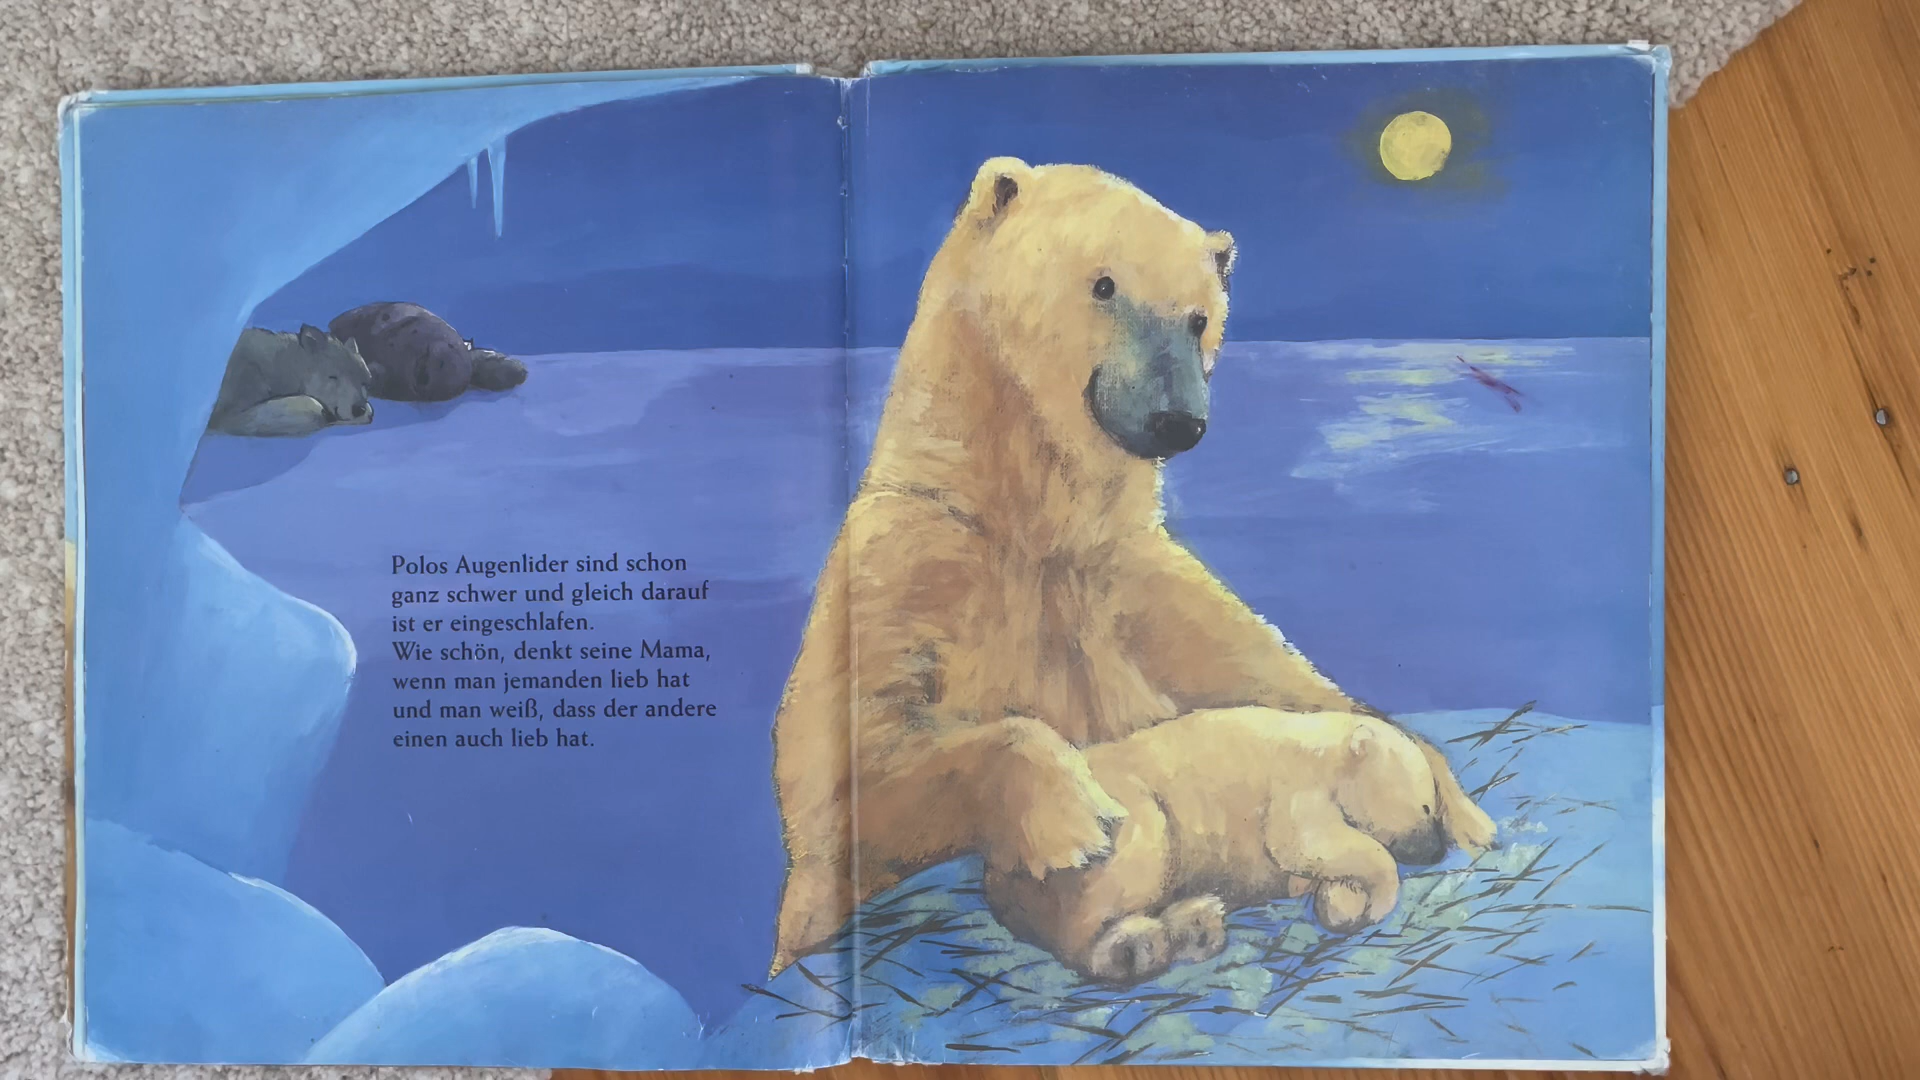 Polos Augenlider sind schon
ganz schwer und gleich darauf
ist er eingeschlafen.
Wie schön, denkt seine Mama,
wenn man jemanden lieb hat
und man weiß, dass der andere
einen auch lieb hat.